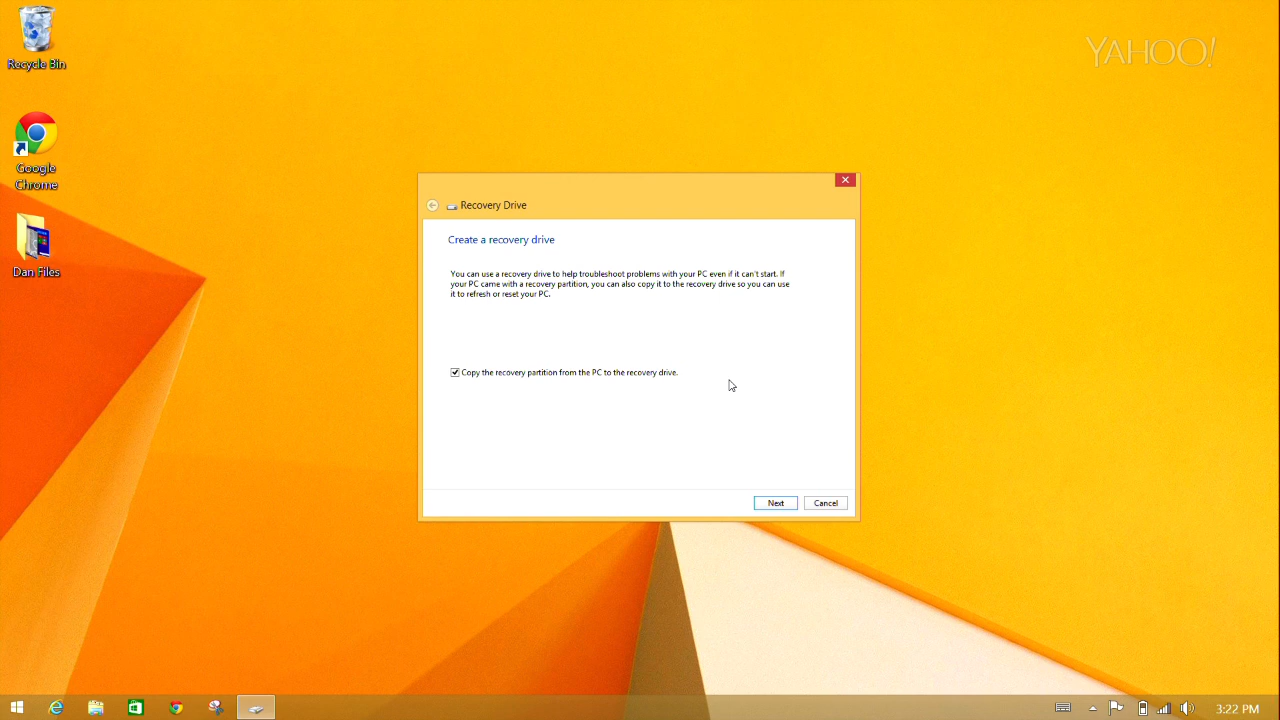 Recycle Bin
Google
Chrome
Dan Files
YAHOO!
Recovery Drive
Create a recovery drive
You can use a recovery drive to help troubleshoot problems with your PC even if it can't start. If
your PC came with a recovery partition, you can also copy it to the recovery drive so you can use
it to refresh or reset your PC.
Copy the recovery partition from the PC to the recovery drive.
Next
Cancel
3:22 PM